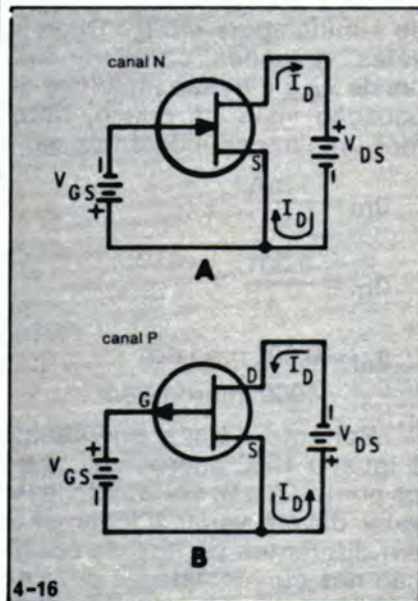 canal N
I_D
+
V_DS
I
I
V_GS
+
S
I_D
A
canal P
G
D
I_D
I
V_DS
+
+
V_GS
I
S
I_D
B
4-16